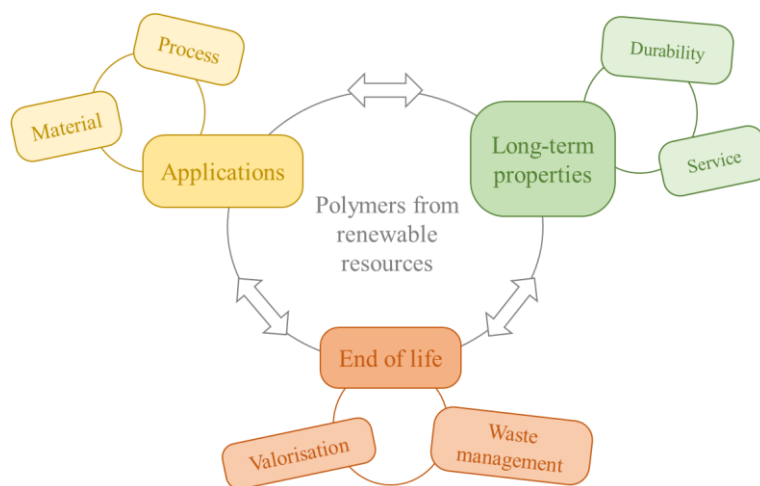 Process
Material
Applications
Durability
Long-term
properties
Service
Polymers from
renewable
resources
End of life
Valorisation
Waste
management